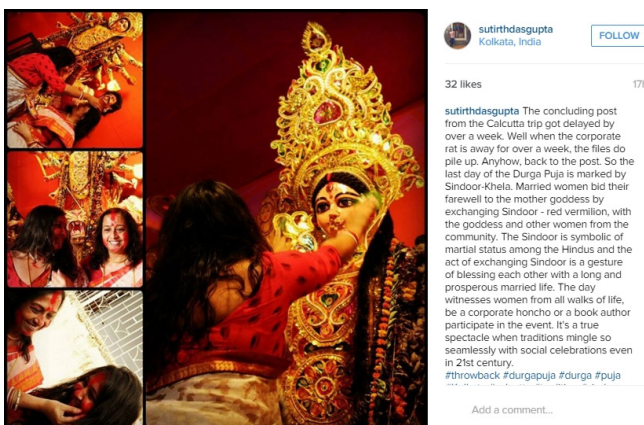 sutirthdasgupta
Kolkata, India
FOLLOW
32 likes
sutirthdasgupta The concluding post
from the Calcutta trip got delayed by
over a week. Well when the corporate
rat is away for over a week, the files do
pile up. Anyhow, back to the post. So the
last day of the Durga Puja is marked by
Sindoor-Khela. Married women bid their
farewell to the mother goddess by
exchanging Sindoor - red vermilion, with
the goddess and other women from the
community. The Sindoor is symbolic of
martial status among the Hindus and the
act of exchanging Sindoor is a gesture
of blessing each other with a long and
prosperous married life. The day
witnesses women from all walks of life,
be a corporate honcho or a book author
participate in the event. It's a true
spectacle when traditions mingle so
seamlessly with social celebrations even
in 21st century.
#throwback #durgapuja #durga #puja
Add a comment...